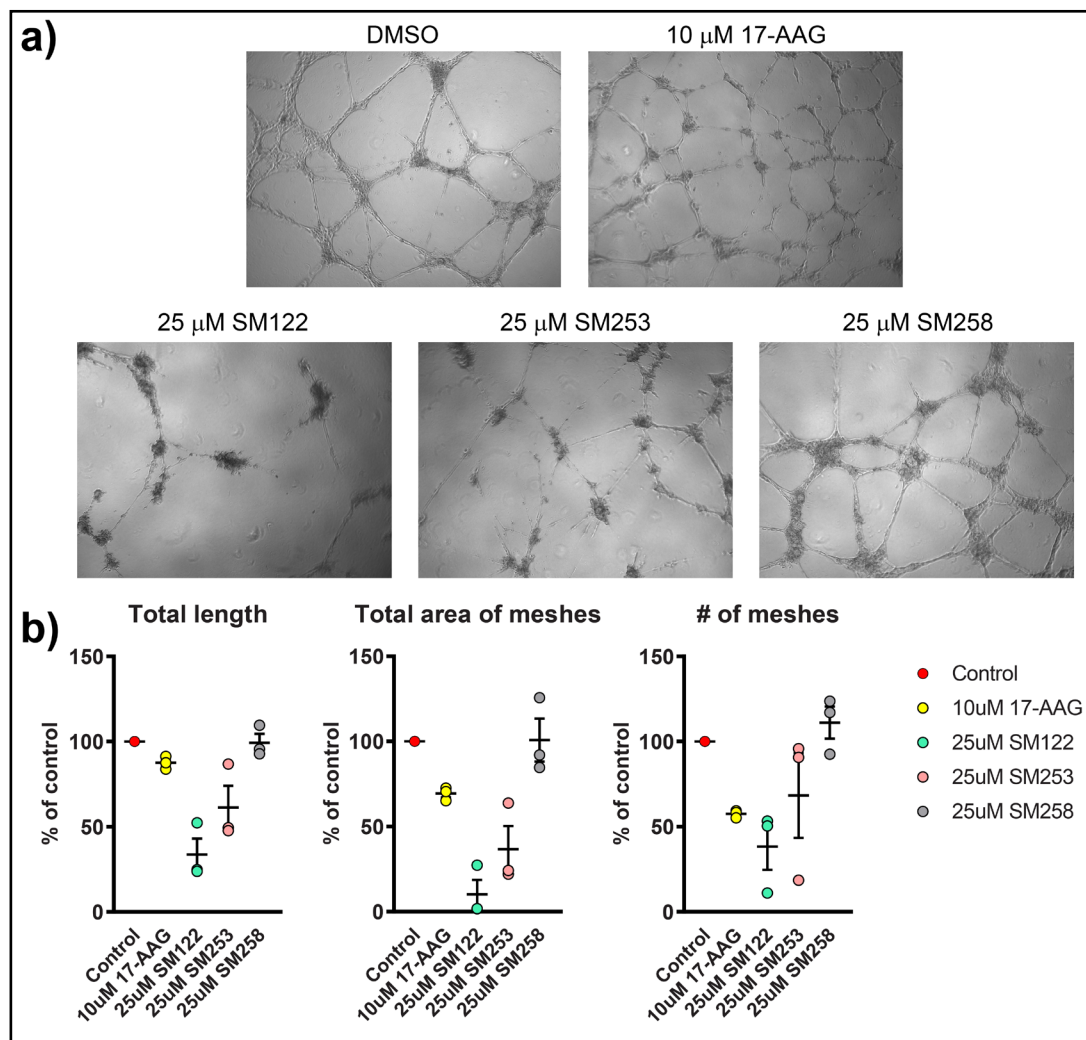 a)
DMSO
10 μM 17-AAG
25 μM SM122
25 μM SM253
25 μM SM258
b)
Total length
Total area of meshes
# of meshes
% of control
150
100
50
0
Control
10uM 17-AAG
25uM SM122
25uM SM253
25uM SM258
% of control
150
100
50
0
Control
10uM 17-AAG
25uM SM122
25uM SM253
25uM SM258
% of control
150
100
50
0
Control
10uM 17-AAG
25uM SM122
25uM SM253
25uM SM258
Control
10uM 17-AAG
25uM SM122
25uM SM253
25uM SM258